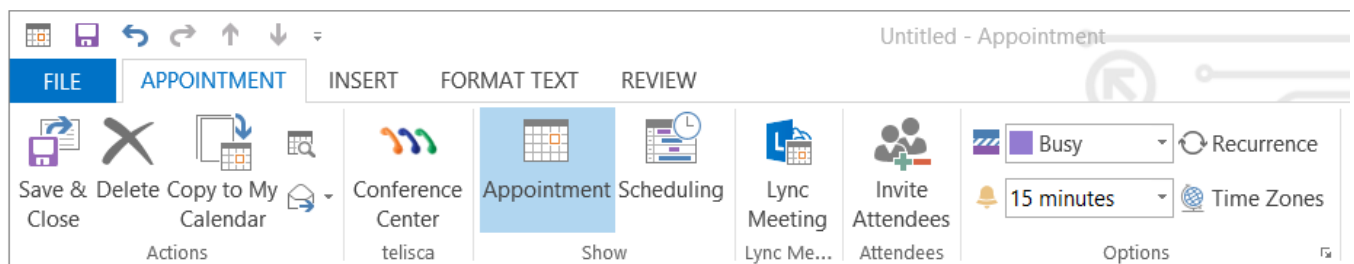 Untitled - Appointment
FILE APPOINTMENT INSERT FORMAT TEXT REVIEW
Save & Close
Delete
Copy to My Calendar
Conference Center
Appointment
Scheduling
Lync Meeting
Invite Attendees
Busy
Recurrence
15 minutes
Time Zones
Actions telisca Show Lync Me... Attendees Options